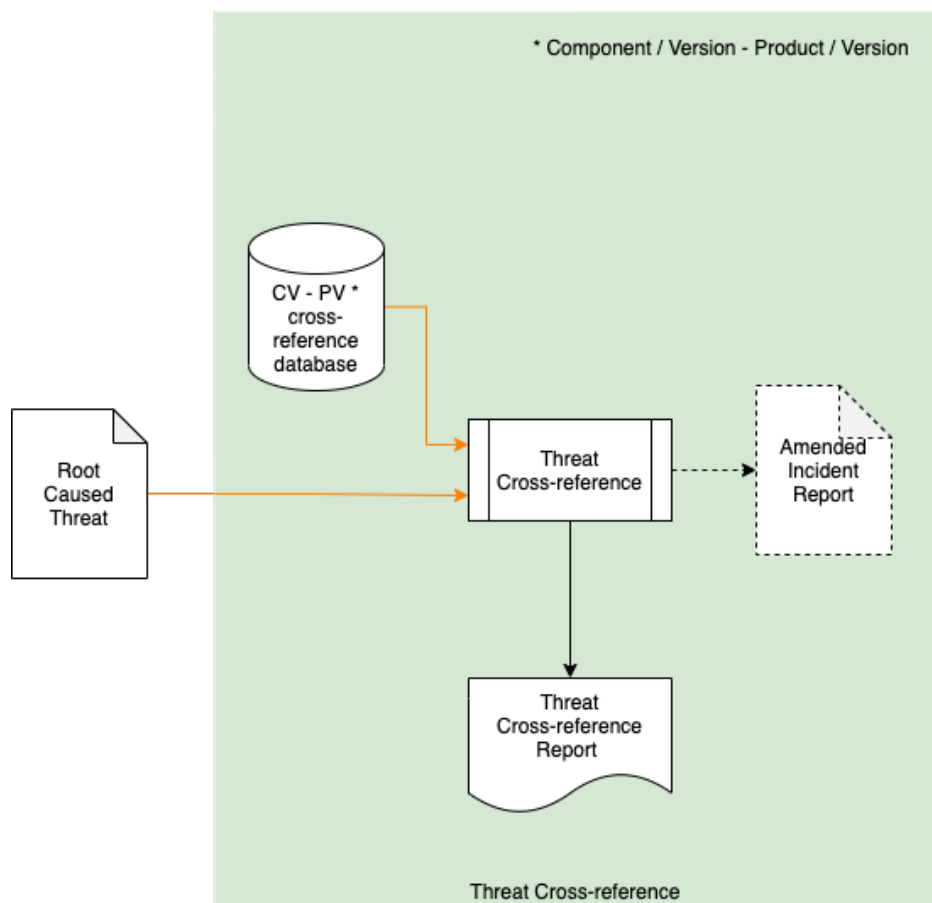 * Component / Version - Product / Version
CV - PV *
cross-
reference
database
Root
Caused
Threat
Threat
Cross-reference
Amended
Incident
Report
Threat
Cross-reference
Report
Threat Cross-reference